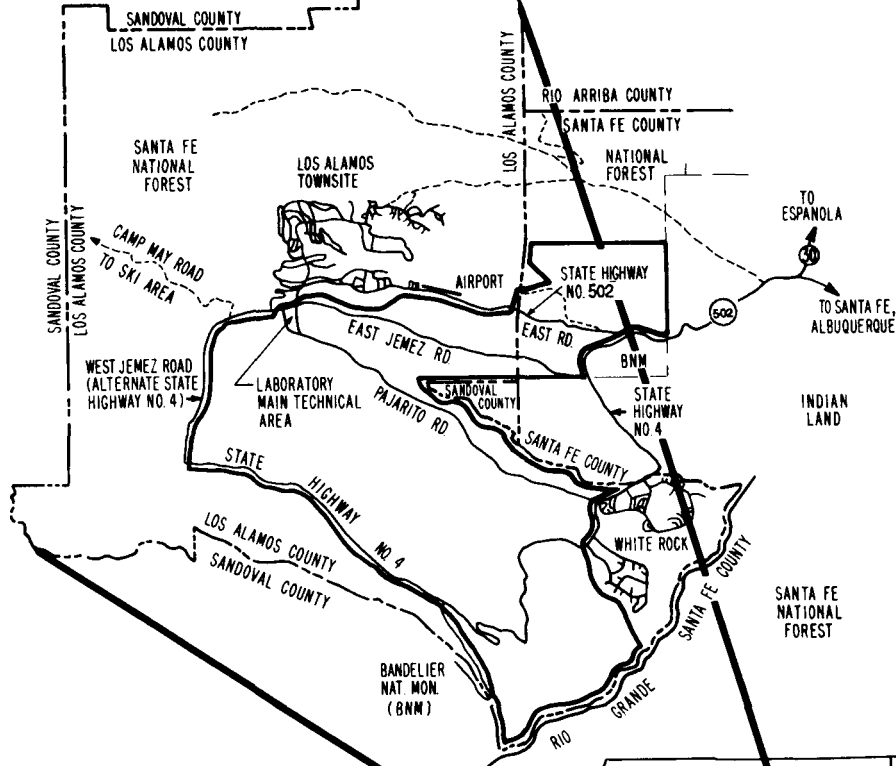 SANDOVAL COUNTY
LOS ALAMOS COUNTY
LOS ALAMOS COUNTY
RIO ARRIBA COUNTY
SANTA FE COUNTY
SANTA FE
NATIONAL
FOREST
LOS ALAMOS
TOWNSITE
NATIONAL
FOREST
TO
ESPANOLA
30
SANDOVAL COUNTY
LOS ALAMOS COUNTY
CAMP MAY ROAD
TO SKI AREA
AIRPORT
STATE HIGHWAY
NO. 502
502
TO SANTA FE,
ALBUQUERQUE
EAST JEMEZ RD.
EAST RD.
BNM
WEST JEMEZ ROAD
(ALTERNATE STATE
HIGHWAY NO. 4)
LABORATORY
MAIN TECHNICAL
AREA
PAJARITO RD.
SANDOVAL
COUNTY
STATE
HIGHWAY
NO. 4
INDIAN
LAND
SANTA FE COUNTY
STATE HIGHWAY NO. 4
LOS ALAMOS COUNTY
SANDOVAL COUNTY
WHITE ROCK
SANTA FE COUNTY
SANTA FE
NATIONAL
FOREST
BANDELIER
NAT. MON.
(BNM)
RIO GRANDE